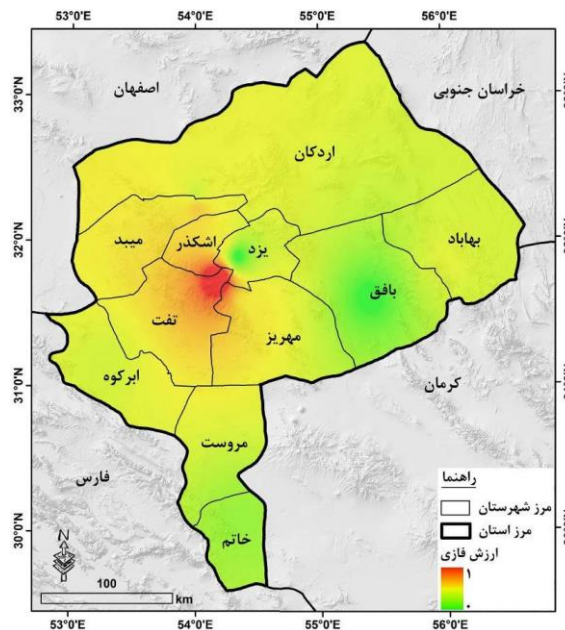 53°0'E 54°0'E 55°0'E 56°0'E
33°0'N
32°0'N
31°0'N
30°0'N
اصفهان
خراسان جنوبی
اردکان
میبد
اشکذر
یزد
بهاباد
بافق
تفت
مهریز
ابرکوه
کرمان
مروست
فارس
خاتم
راهنما
مرز شهرستان
مرز استان
ارزش فازی
۱
۰
N
100
km
53°0'E 54°0'E 55°0'E 56°0'E